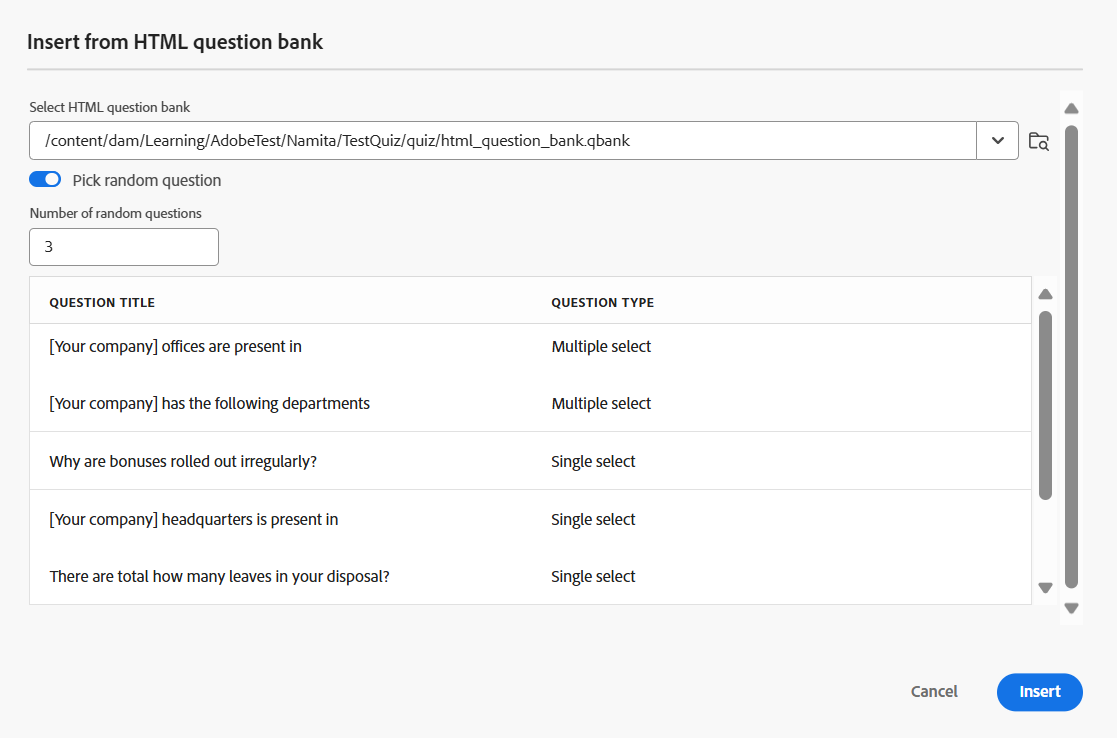 Insert from HTML question bank
Select HTML question bank
/content/dam/Learning/AdobeTest/Namita/TestQuiz/quiz/html_question_bank.qbank
Pick random question
Number of random questions
3
QUESTION TITLE QUESTION TYPE
[Your company] offices are present in Multiple select
[Your company] has the following departments Multiple select
Why are bonuses rolled out irregularly? Single select
[Your company] headquarters is present in Single select
There are total how many leaves in your disposal? Single select
Cancel Insert